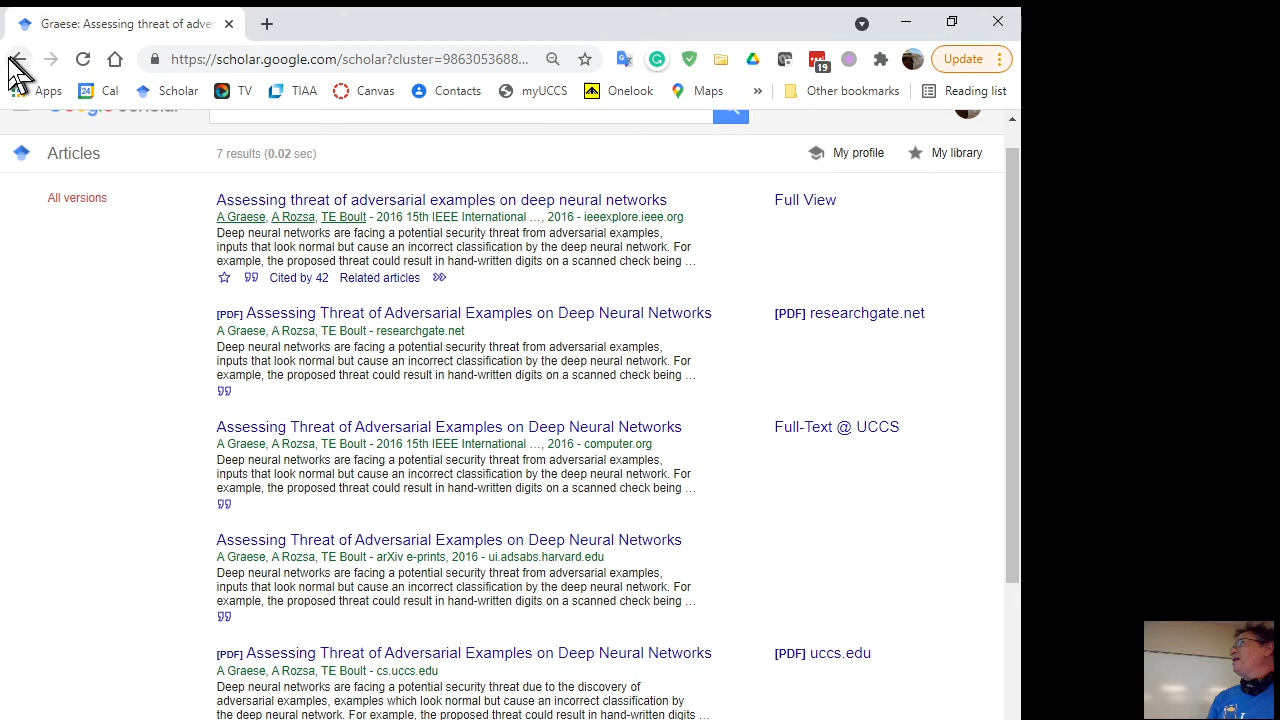 Graese: Assessing threat of adver
https://scholar.google.com/scholar?cluster=9863053688...
19
Update
Apps
24 Cal
Scholar
TV
TIAA
Canvas
Contacts
myUCCS
Onelook
Maps
»
Other bookmarks
Reading list
Articles
7 results (0.02 sec)
My profile
My library
All versions
Assessing threat of adversarial examples on deep neural networks
Full View
A Graese, A Rozsa, TE Boult - 2016 15th IEEE International …, 2016 - ieeexplore.ieee.org
Deep neural networks are facing a potential security threat from adversarial examples,
inputs that look normal but cause an incorrect classification by the deep neural network. For
example, the proposed threat could result in hand-written digits on a scanned check being …
Cited by 42 Related articles
[PDF] Assessing Threat of Adversarial Examples on Deep Neural Networks
[PDF] researchgate.net
A Graese, A Rozsa, TE Boult - researchgate.net
Deep neural networks are facing a potential security threat from adversarial examples,
inputs that look normal but cause an incorrect classification by the deep neural network. For
example, the proposed threat could result in hand-written digits on a scanned check being …
Assessing Threat of Adversarial Examples on Deep Neural Networks
Full-Text @ UCCS
A Graese, A Rozsa, TE Boult - 2016 15th IEEE International …, 2016 - computer.org
Deep neural networks are facing a potential security threat from adversarial examples,
inputs that look normal but cause an incorrect classification by the deep neural network. For
example, the proposed threat could result in hand-written digits on a scanned check being …
Assessing Threat of Adversarial Examples on Deep Neural Networks
A Graese, A Rozsa, TE Boult - arXiv e-prints, 2016 - ui.adsabs.harvard.edu
Deep neural networks are facing a potential security threat from adversarial examples,
inputs that look normal but cause an incorrect classification by the deep neural network. For
example, the proposed threat could result in hand-written digits on a scanned check being …
[PDF] Assessing Threat of Adversarial Examples on Deep Neural Networks
[PDF] uccs.edu
A Graese, A Rozsa, TE Boult - cs.uccs.edu
Deep neural networks are facing a potential security threat due to the discovery of
adversarial examples, examples which look normal but cause an incorrect classification by
the deep neural network. For example, the proposed threat could result in hand-written digits …